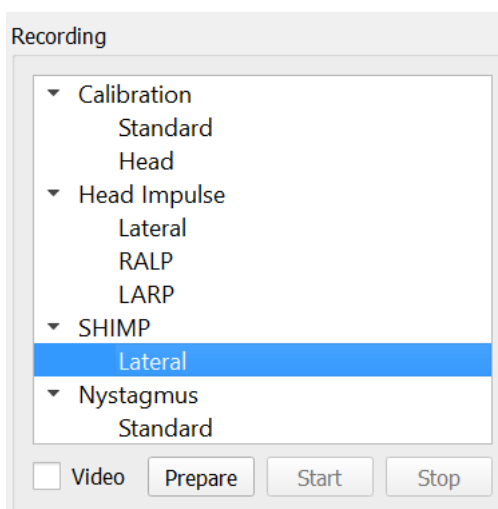 Recording
Calibration
Standard
Head
Head Impulse
Lateral
RALP
LARP
SHIMP
Lateral
Nystagmus
Standard
Video Prepare Start Stop